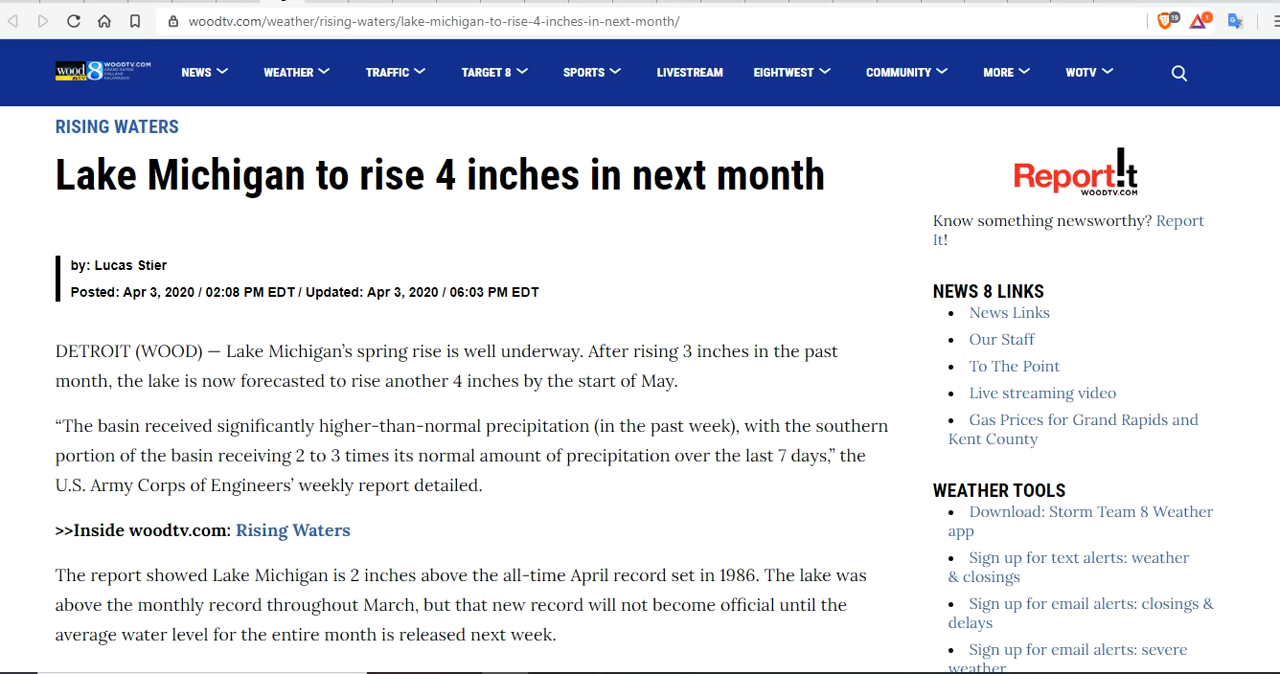 woodtv.com/weather/rising-waters/lake-michigan-to-rise-4-inches-in-next-month/
19
1
wood
8
WOODTV.COM
NEWS
WEATHER
TRAFFIC
TARGET 8
SPORTS
LIVESTREAM
EIGHTWEST
COMMUNITY
MORE
WOTV
RISING WATERS
Lake Michigan to rise 4 inches in next month
by: Lucas Stier
Posted: Apr 3, 2020 / 02:08 PM EDT / Updated: Apr 3, 2020 / 06:03 PM EDT
DETROIT (WOOD) — Lake Michigan’s spring rise is well underway. After rising 3 inches in the past
month, the lake is now forecasted to rise another 4 inches by the start of May.
“The basin received significantly higher-than-normal precipitation (in the past week), with the southern
portion of the basin receiving 2 to 3 times its normal amount of precipitation over the last 7 days,” the
U.S. Army Corps of Engineers’ weekly report detailed.
>>Inside woodtv.com: Rising Waters
The report showed Lake Michigan is 2 inches above the all-time April record set in 1986. The lake was
above the monthly record throughout March, but that new record will not become official until the
average water level for the entire month is released next week.
Report!t
WOODTV.COM
Know something newsworthy? Report
It!
NEWS 8 LINKS
• News Links
• Our Staff
• To The Point
• Live streaming video
• Gas Prices for Grand Rapids and
Kent County
WEATHER TOOLS
• Download: Storm Team 8 Weather
app
• Sign up for text alerts: weather
& closings
• Sign up for email alerts: closings &
delays
• Sign up for email alerts: severe
weather